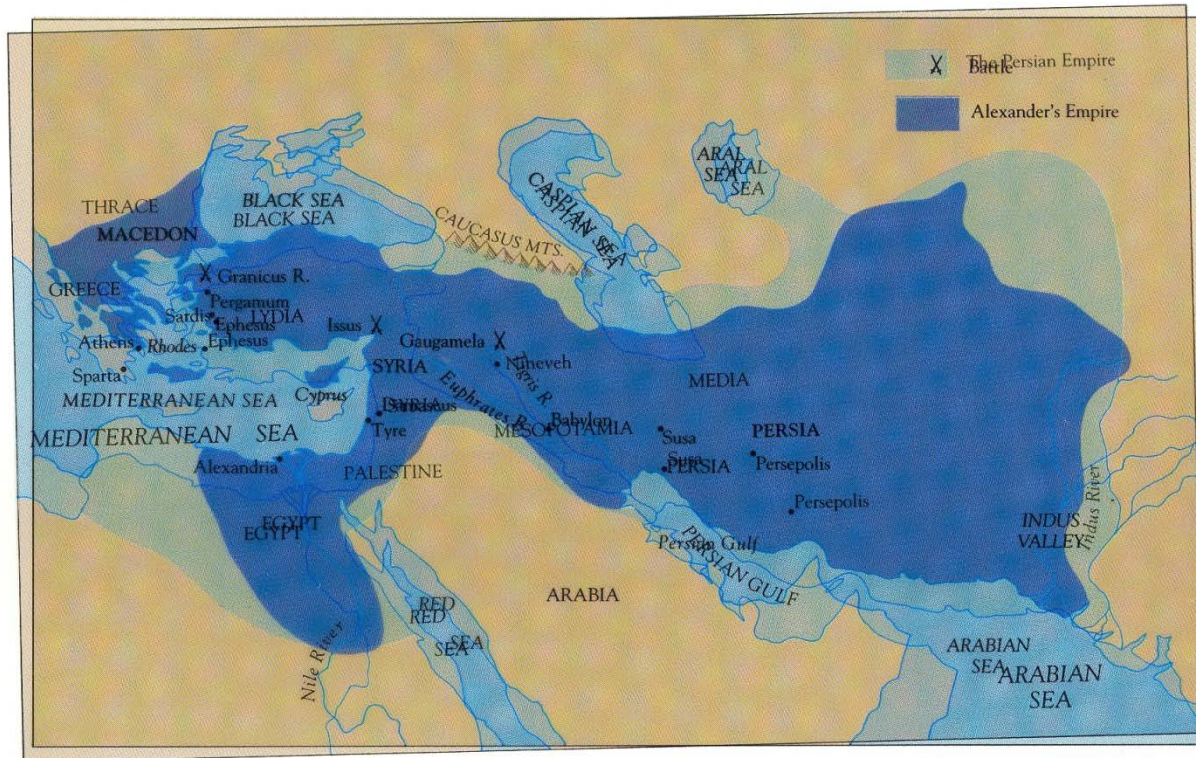 The Persian Empire
Battle
Alexander's Empire
ARAL
SEA
ARAL
SEA
CASPIAN SEA
CASPIAN SEA
BLACK SEA
BLACK SEA
THRACE
MACEDON
CAUCASUS MTS.
Granicus R.
GREECE
Pergamum
Sardis
LYDIA
Ephesus
Issus
Gaugamela
Athens
Rhodes
Ephesus
Nineveh
Tigris R.
Sparta
SYRIA
MEDIA
MEDITERRANEAN SEA
Cyprus
Euphrates R.
Damascus
SYRIA
Tyre
Babylon
MESOPOTAMIA
MEDITERRANEAN SEA
Susa
PERSIA
Susa
PERSIA
Persepolis
Alexandria
PALESTINE
Persepolis
Indus River
EGYPT
EGYPT
INDUS
VALLEY
Persian Gulf
PERSIAN GULF
ARABIA
RED
SEA
RED
SEA
Nile River
ARABIAN
SEA
ARABIAN
SEA